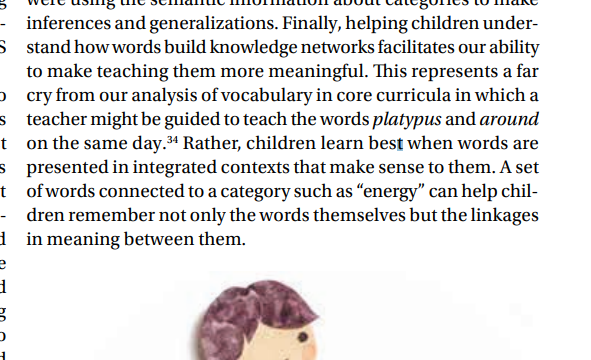 were using the semantic information about categories to make
inferences and generalizations. Finally, helping children under-
stand how words build knowledge networks facilitates our ability
to make teaching them more meaningful. This represents a far
cry from our analysis of vocabulary in core curricula in which a
teacher might be guided to teach the words platypus and around
on the same day.34 Rather, children learn best when words are
presented in integrated contexts that make sense to them. A set
of words connected to a category such as “energy” can help chil-
dren remember not only the words themselves but the linkages
in meaning between them.